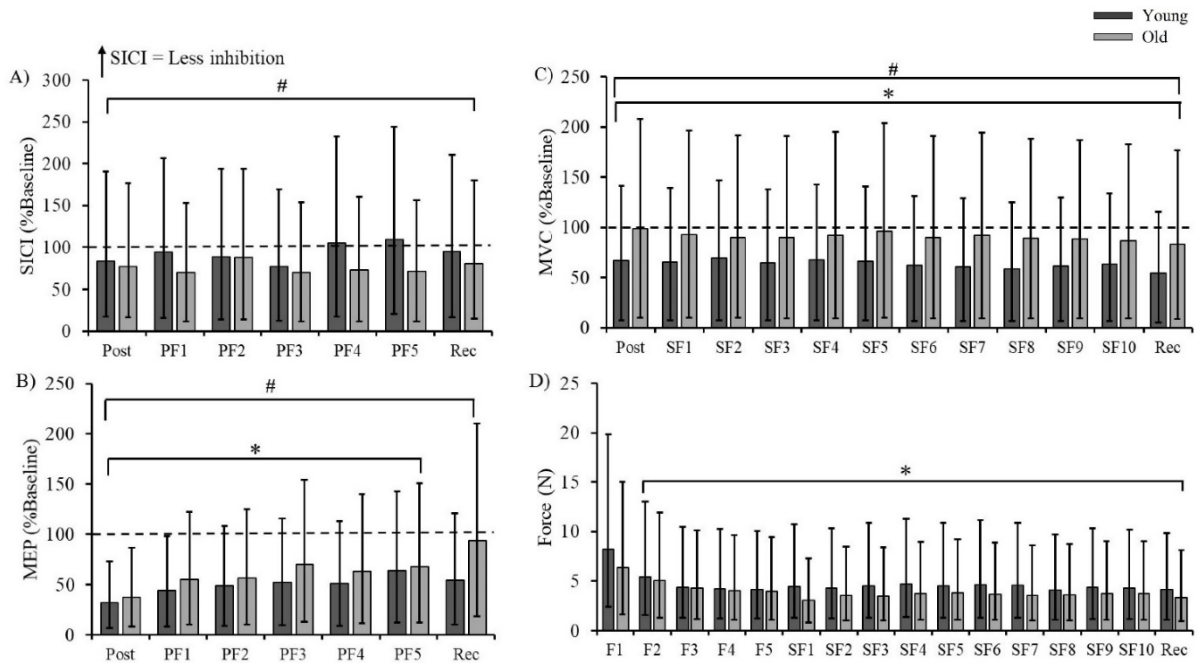 Young
Old
SICI = Less inhibition
A)
300
250
200
150
100
50
0
SICI (%Baseline)
#
Post PF1 PF2 PF3 PF4 PF5 Rec
B)
250
200
150
100
50
0
MEP (%Baseline)
#
*
Post PF1 PF2 PF3 PF4 PF5 Rec
C)
250
200
150
100
50
0
MVC (%Baseline)
#
*
Post SF1 SF2 SF3 SF4 SF5 SF6 SF7 SF8 SF9 SF10 Rec
D)
25
20
15
10
5
0
Force (N)
*
F1 F2 F3 F4 F5 SF1 SF2 SF3 SF4 SF5 SF6 SF7 SF8 SF9 SF10 Rec